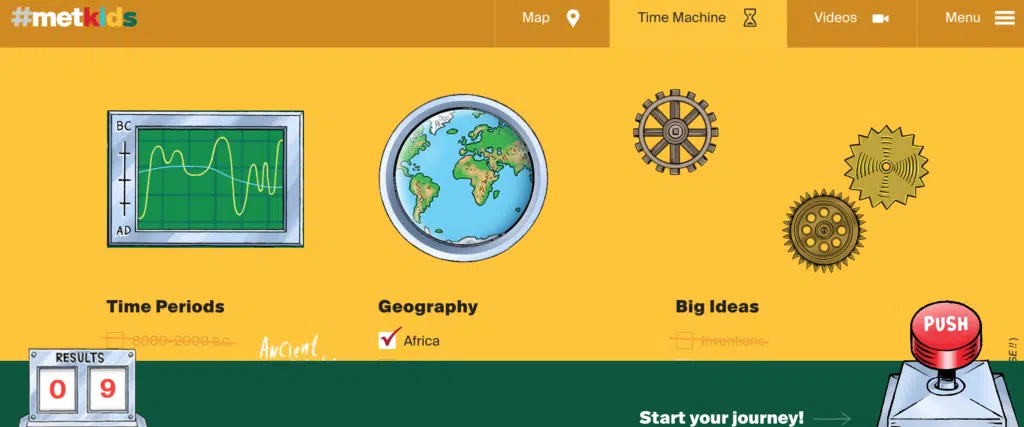 #metkids
Map
Time Machine
Videos
Menu
BC
AD
Time Periods
Geography
Big Ideas
8000-2000 B.C.
Ancient
Africa
Inventions
RESULTS
0 9
PUSH
SE!!)
Start your journey!